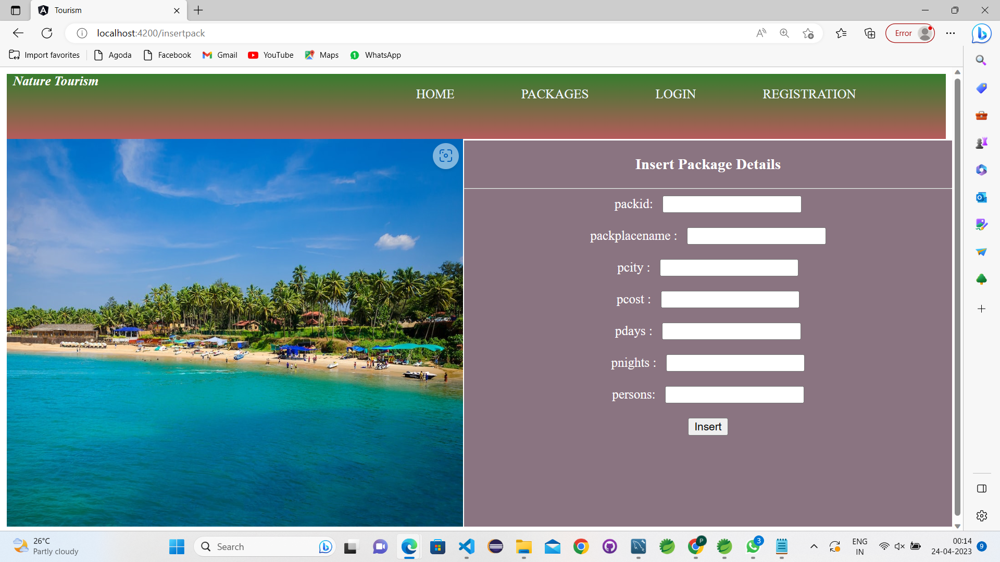 Tourism
localhost:4200/insertpack
A
Error
Import favorites
Agoda
Facebook
Gmail
YouTube
Maps
1
WhatsApp
Nature Tourism
HOME
PACKAGES
LOGIN
REGISTRATION
Insert Package Details
packid:
packplacename :
pcity :
pcost :
pdays :
pnights :
persons:
Insert
26°C
Partly cloudy
Search
P
3
ENG
IN
00:14
24-04-2023
9